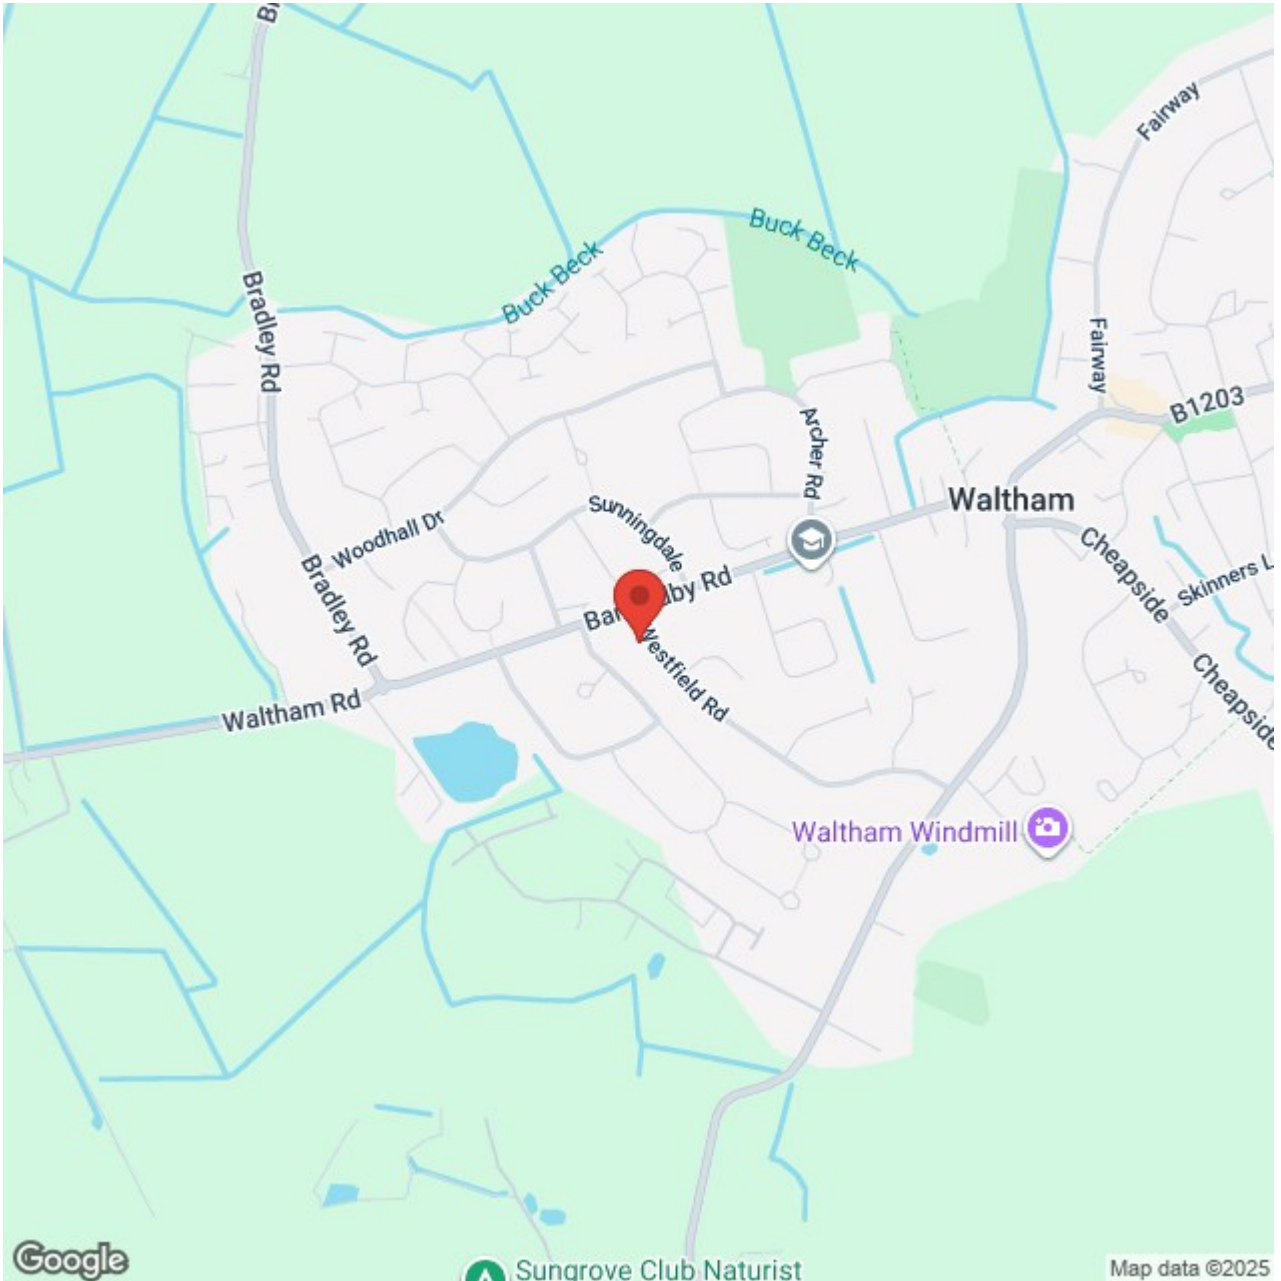 Fairway
Buck Beck
Buck Beck
Bradley Rd
Fairway
B1203
Archer Rd
Waltham
Sunningdale
Woodhall Dr
Cheapside
Skinners L
Bradley Rd
Westfield Rd
Cheapside
Waltham Rd
Waltham Windmill
Sungrove Club Naturist
Google
Map data ©2025